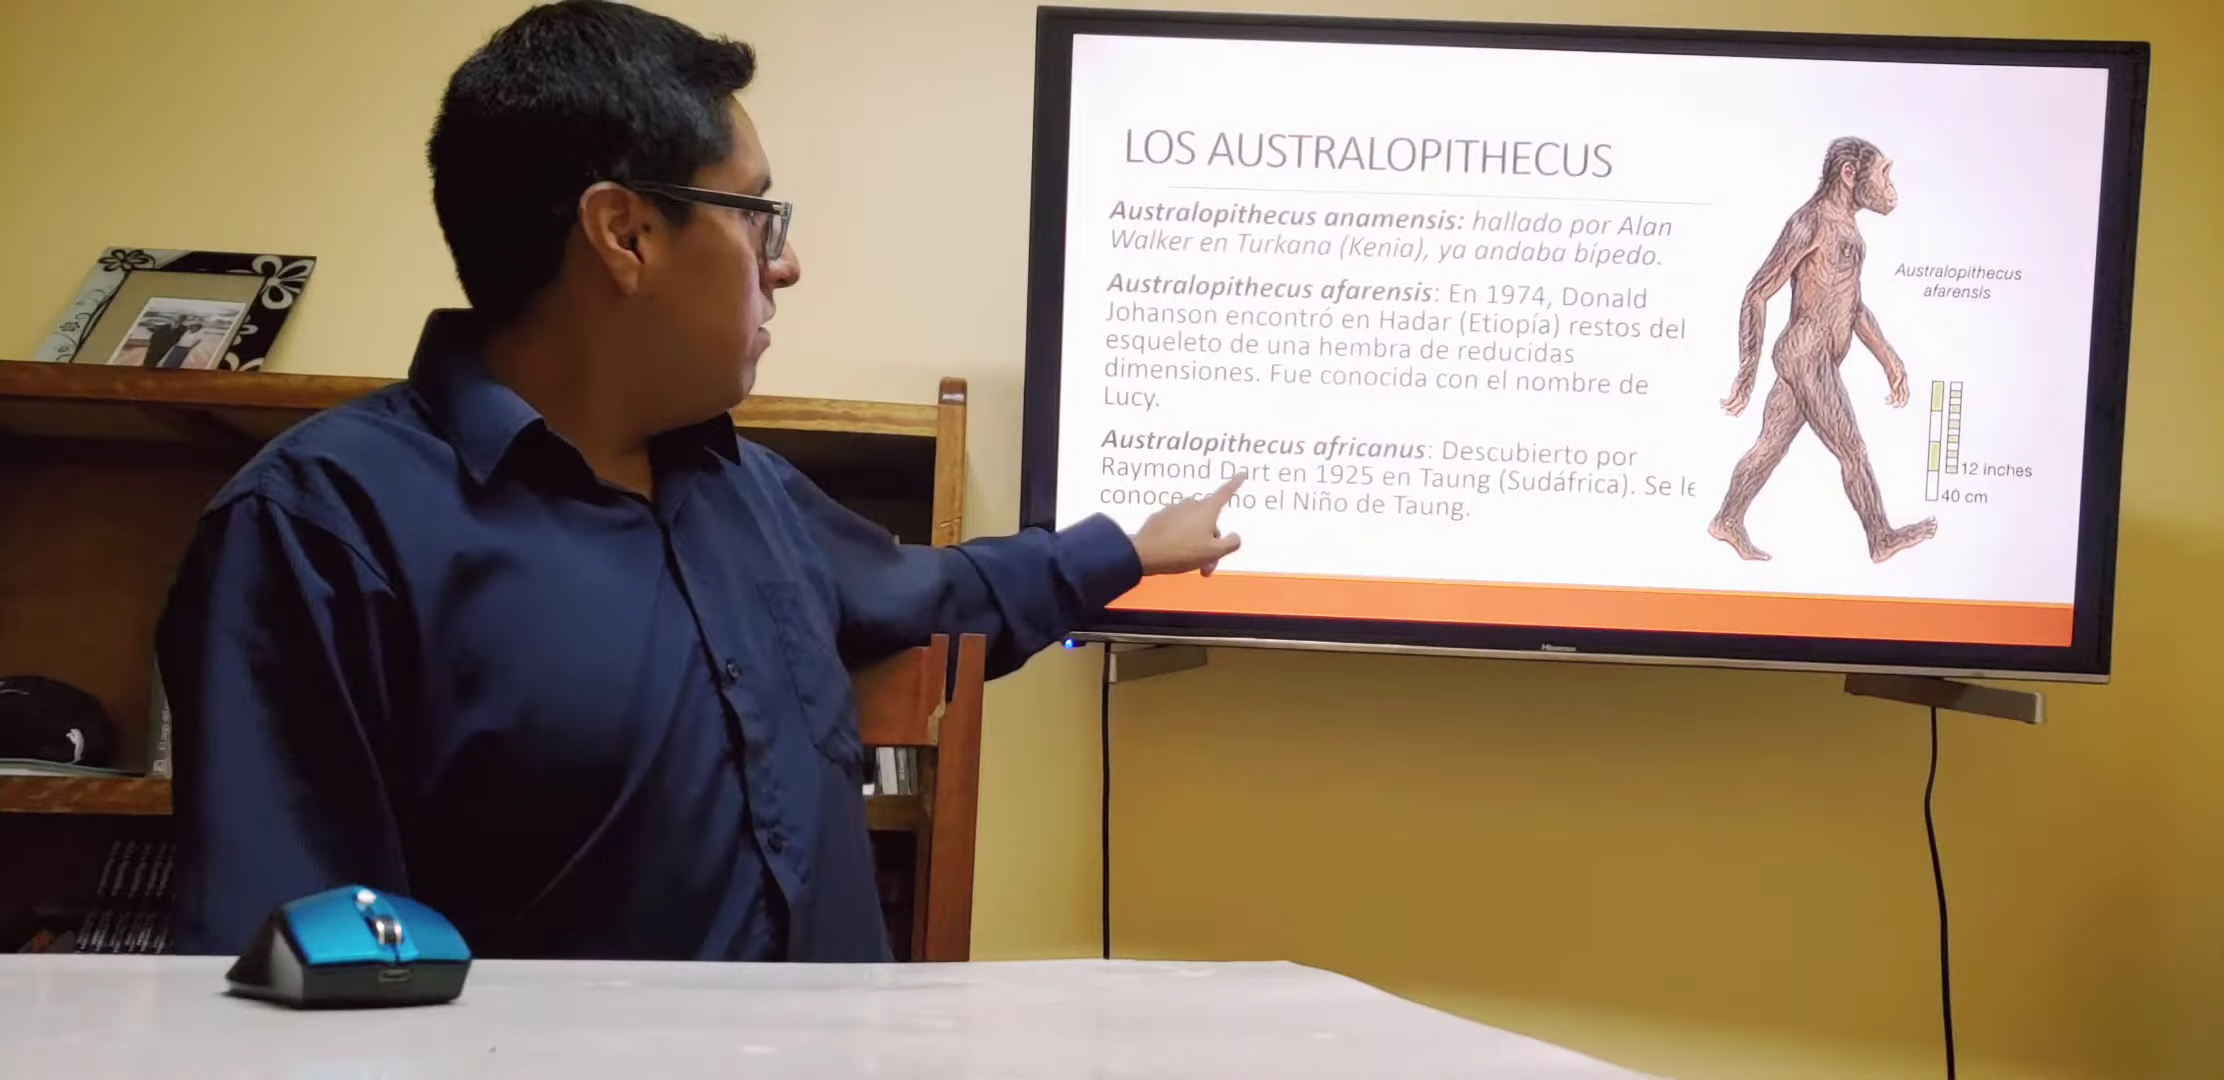 LOS AUSTRALOPITHECUS
Australopithecus anamensis: hallado por Alan
Walker en Turkana (Kenia), ya andaba bípedo.
Australopithecus afarensis: En 1974, Donald
Johanson encontró en Hadar (Etiopía) restos del
esqueleto de una hembra de reducidas
dimensiones. Fue conocida con el nombre de
Lucy.
Australopithecus africanus: Descubierto por
Raymond Dart en 1925 en Taung (Sudáfrica). Se le
conoce como el Niño de Taung.
Australopithecus
afarensis
12 inches
40 cm
Hisense